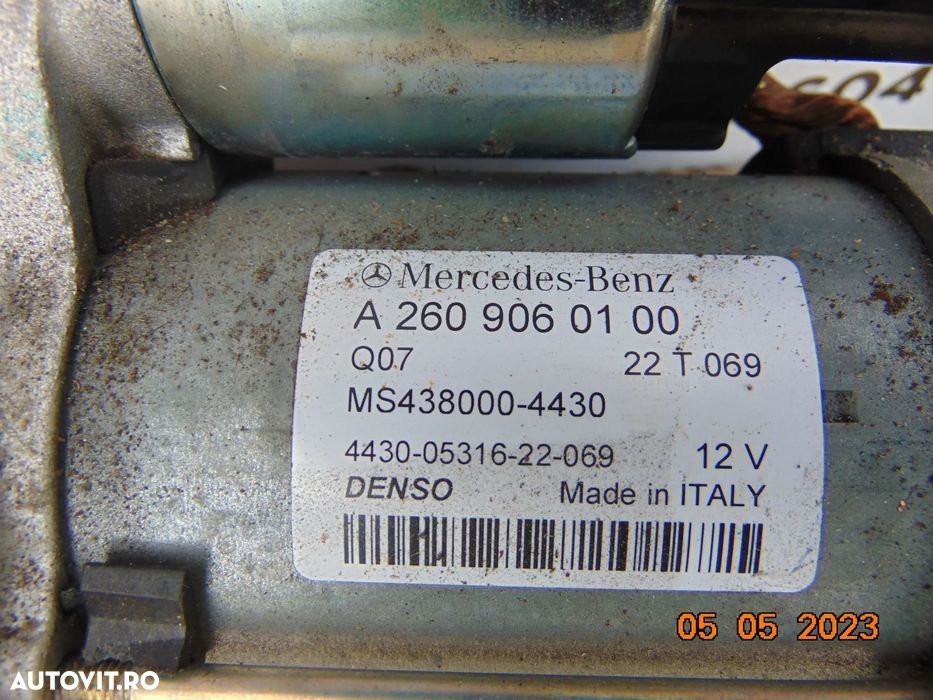 Mercedes-Benz
A 260 906 01 00
Q07 22 T 069
MS438000-4430
4430-05316-22-069 12 V
DENSO Made in ITALY
05 05 2023
AUTOVIT.RO